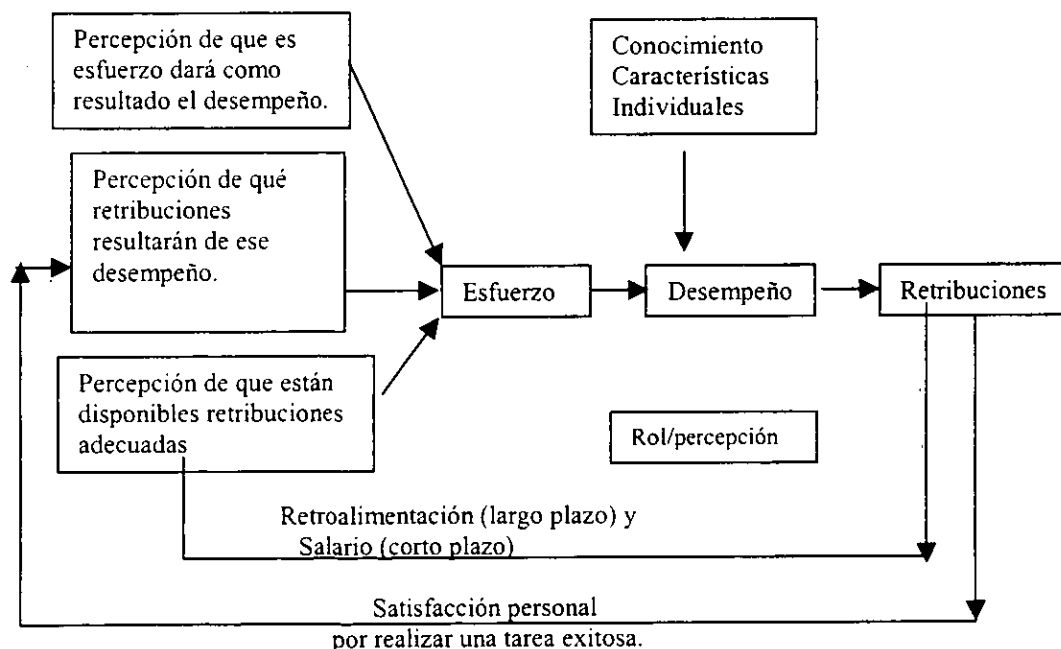 Percepción de que es
esfuerzo dará como
resultado el desempeño.
Conocimiento
Características
Individuales
Percepción de qué
retribuciones
resultarán de ese
desempeño.
Esfuerzo
Desempeño
Retribuciones
Percepción de que están
disponibles retribuciones
adecuadas
Rol/percepción
Retroalimentación (largo plazo) y
Salario (corto plazo)
Satisfacción personal
por realizar una tarea exitosa.